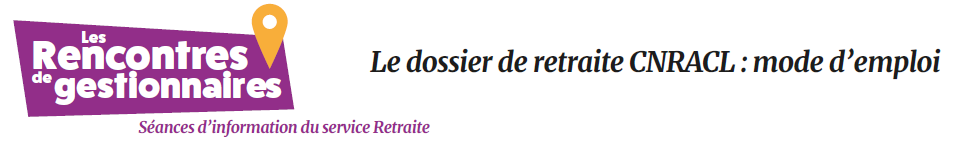 Les
Rencontres
de gestionnaires
Le dossier de retraite CNRACL : mode d'emploi
Séances d'information du service Retraite